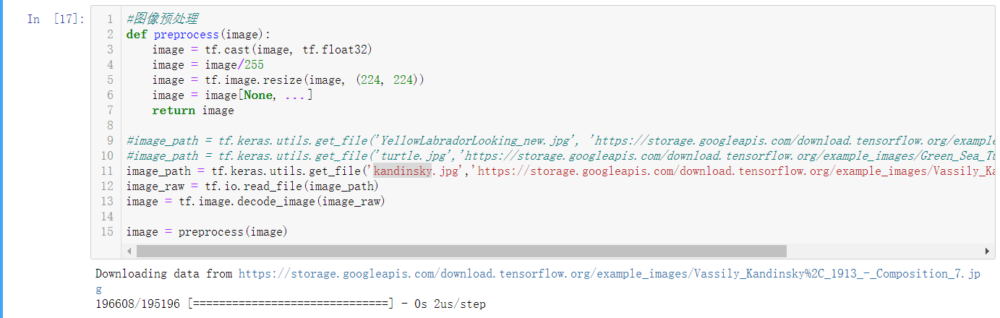 In [17]:
1 #图像预处理
2 def preprocess(image):
3     image = tf.cast(image, tf.float32)
4     image = image/255
5     image = tf.image.resize(image, (224, 224))
6     image = image[None, ...]
7     return image
8
9 #image_path = tf.keras.utils.get_file('YellowLabradorLooking_new.jpg', 'https://storage.googleapis.com/download.tensorflow.org/example
10 #image_path = tf.keras.utils.get_file('turtle.jpg','https://storage.googleapis.com/download.tensorflow.org/example_images/Green_Sea_Tu
11 image_path = tf.keras.utils.get_file('kandinsky.jpg','https://storage.googleapis.com/download.tensorflow.org/example_images/Vassily_Ka
12 image_raw = tf.io.read_file(image_path)
13 image = tf.image.decode_image(image_raw)
14
15 image = preprocess(image)
Downloading data from https://storage.googleapis.com/download.tensorflow.org/example_images/Vassily_Kandinsky%2C_1913_-_Composition_7.jp
g
196608/195196 [==============================] - 0s 2us/step